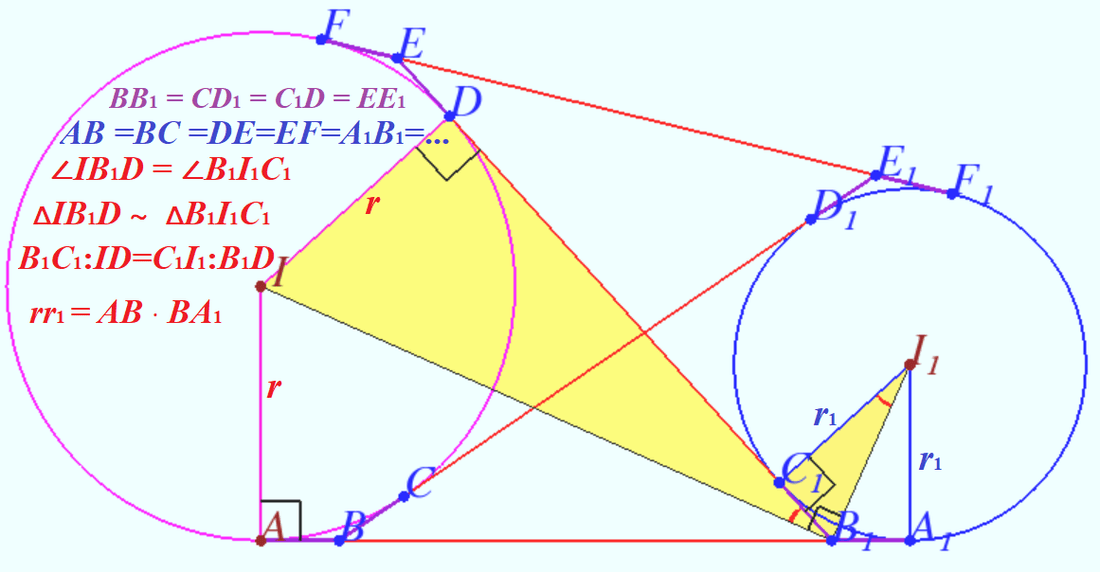 F
E
BB₁ = CD₁ = C₁D = EE₁
D
AB =BC =DE=EF=A₁B₁=...
∠IB₁D = ∠B₁I₁C₁
E₁
F₁
D₁
r
ΔIB₁D ~ ΔB₁I₁C₁
B₁C₁:ID=C₁I₁:B₁D
I
rr₁ = AB · BA₁
I₁
r
r₁
r₁
C₁
C
A
B
B₁
A₁